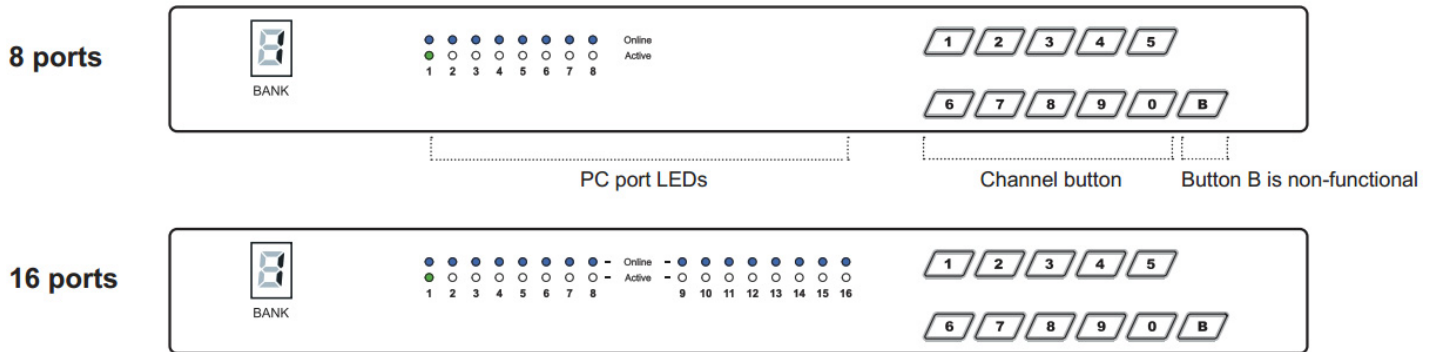 8 ports
BANK
Online
Active
1 2 3 4 5 6 7 8
1 2 3 4 5
6 7 8 9 0 B
PC port LEDs
Channel button
Button B is non-functional
16 ports
1
BANK
Online
Active
1 2 3 4 5 6 7 8 9 10 11 12 13 14 15 16
1 2 3 4 5
6 7 8 9 0 B